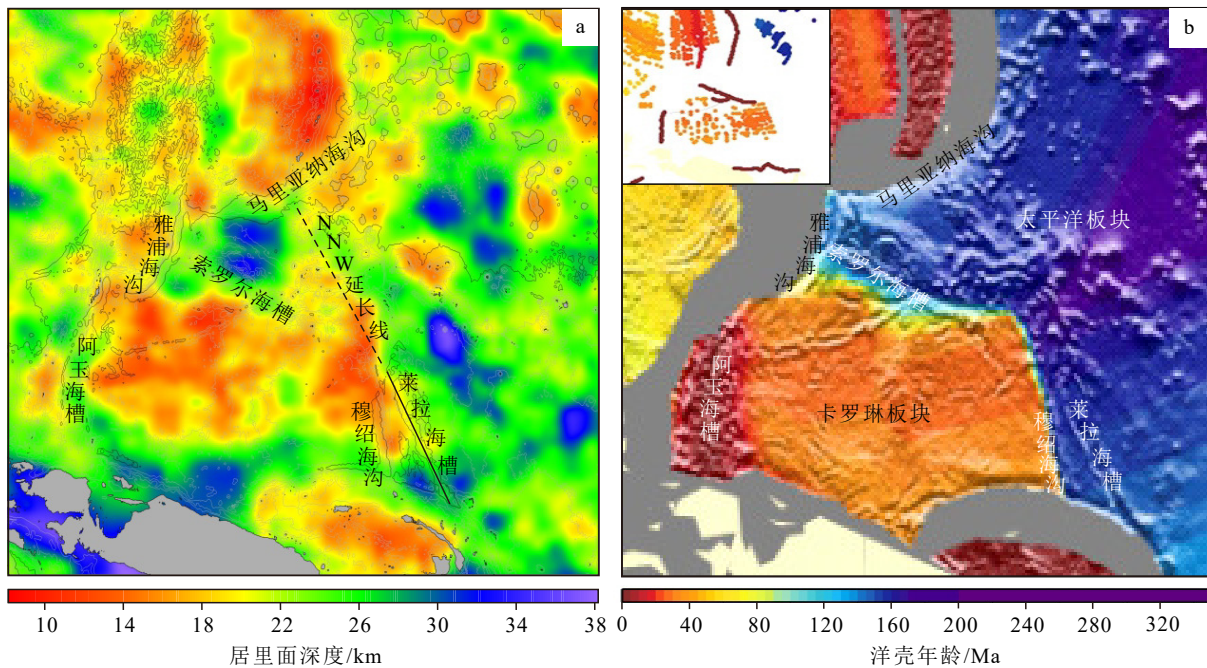 a
马里亚纳海沟
雅浦海沟
索罗尔海槽
NNW延长线
阿玉海槽
莱拉海槽
穆绍海沟
10 14 18 22 26 30 34 38
居里面深度/km
b
马里亚纳海沟
太平洋板块
雅浦海沟
索罗尔海槽
阿玉海槽
卡罗琳板块
莱拉海槽
穆绍海沟
0 40 80 120 160 200 240 280 320
洋壳年龄/Ma